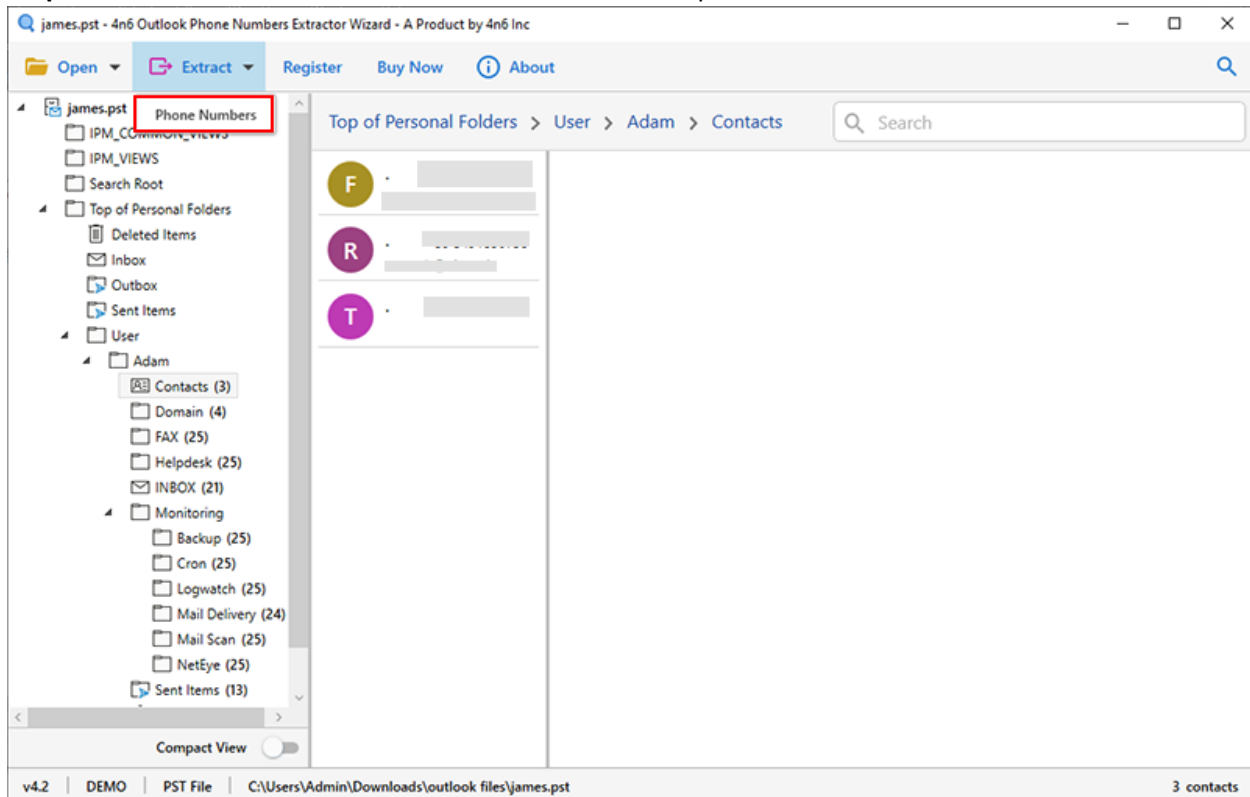 james.pst - 4n6 Outlook Phone Numbers Extractor Wizard - A Product by 4n6 Inc
Open Extract Register Buy Now About
james.pst
Phone Numbers
IPM_COMMON_VIEWS
IPM_VIEWS
Search Root
Top of Personal Folders
Deleted Items
Inbox
Outbox
Sent Items
User
Adam
Contacts (3)
Domain (4)
FAX (25)
Helpdesk (25)
INBOX (21)
Monitoring
Backup (25)
Cron (25)
Logwatch (25)
Mail Delivery (24)
Mail Scan (25)
NetEye (25)
Sent Items (13)
Compact View
Top of Personal Folders > User > Adam > Contacts
Search
F
R
T
v4.2 | DEMO | PST File | C:\Users\Admin\Downloads\outlook files\james.pst 3 contacts